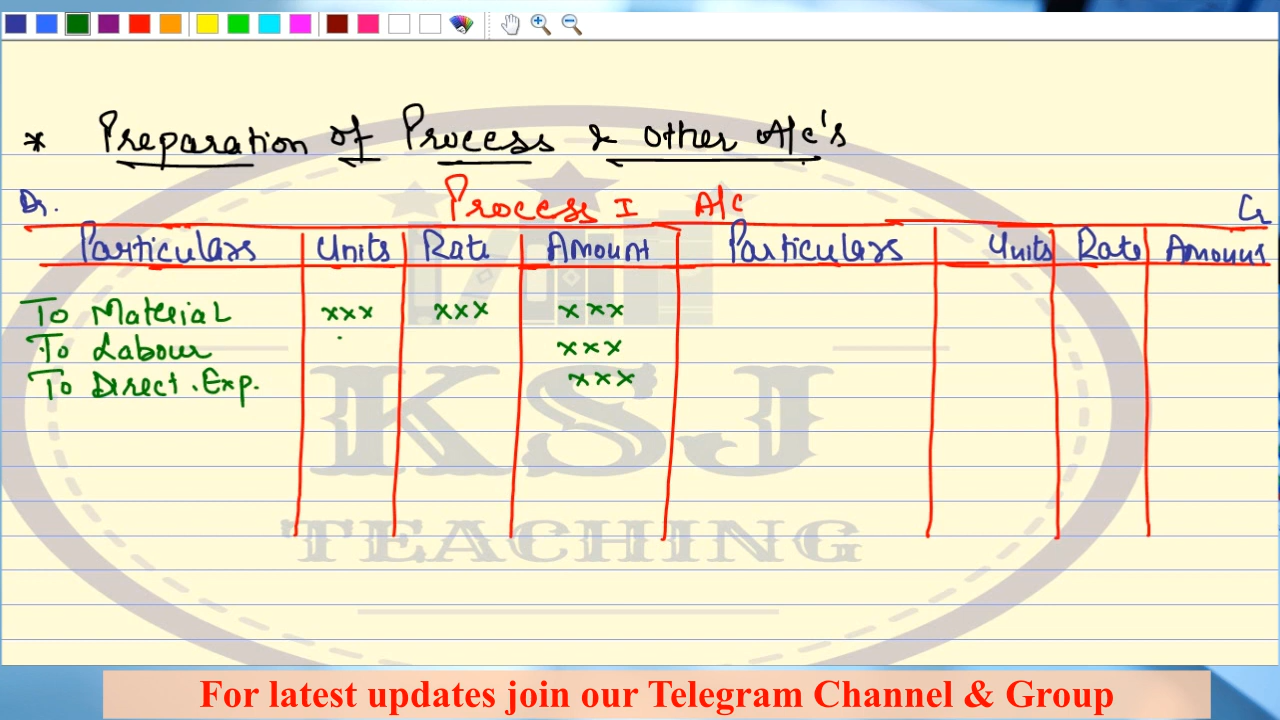 * Preparation of Process & other A/c's
Dr. Process I A/c Cr
Particulars Units Rate Amount Particulars Units Rate Amount
To Material xxx xxx xxx
To Labour xxx
To Direct. Exp. xxx
KSJ
TEACHING
For latest updates join our Telegram Channel & Group